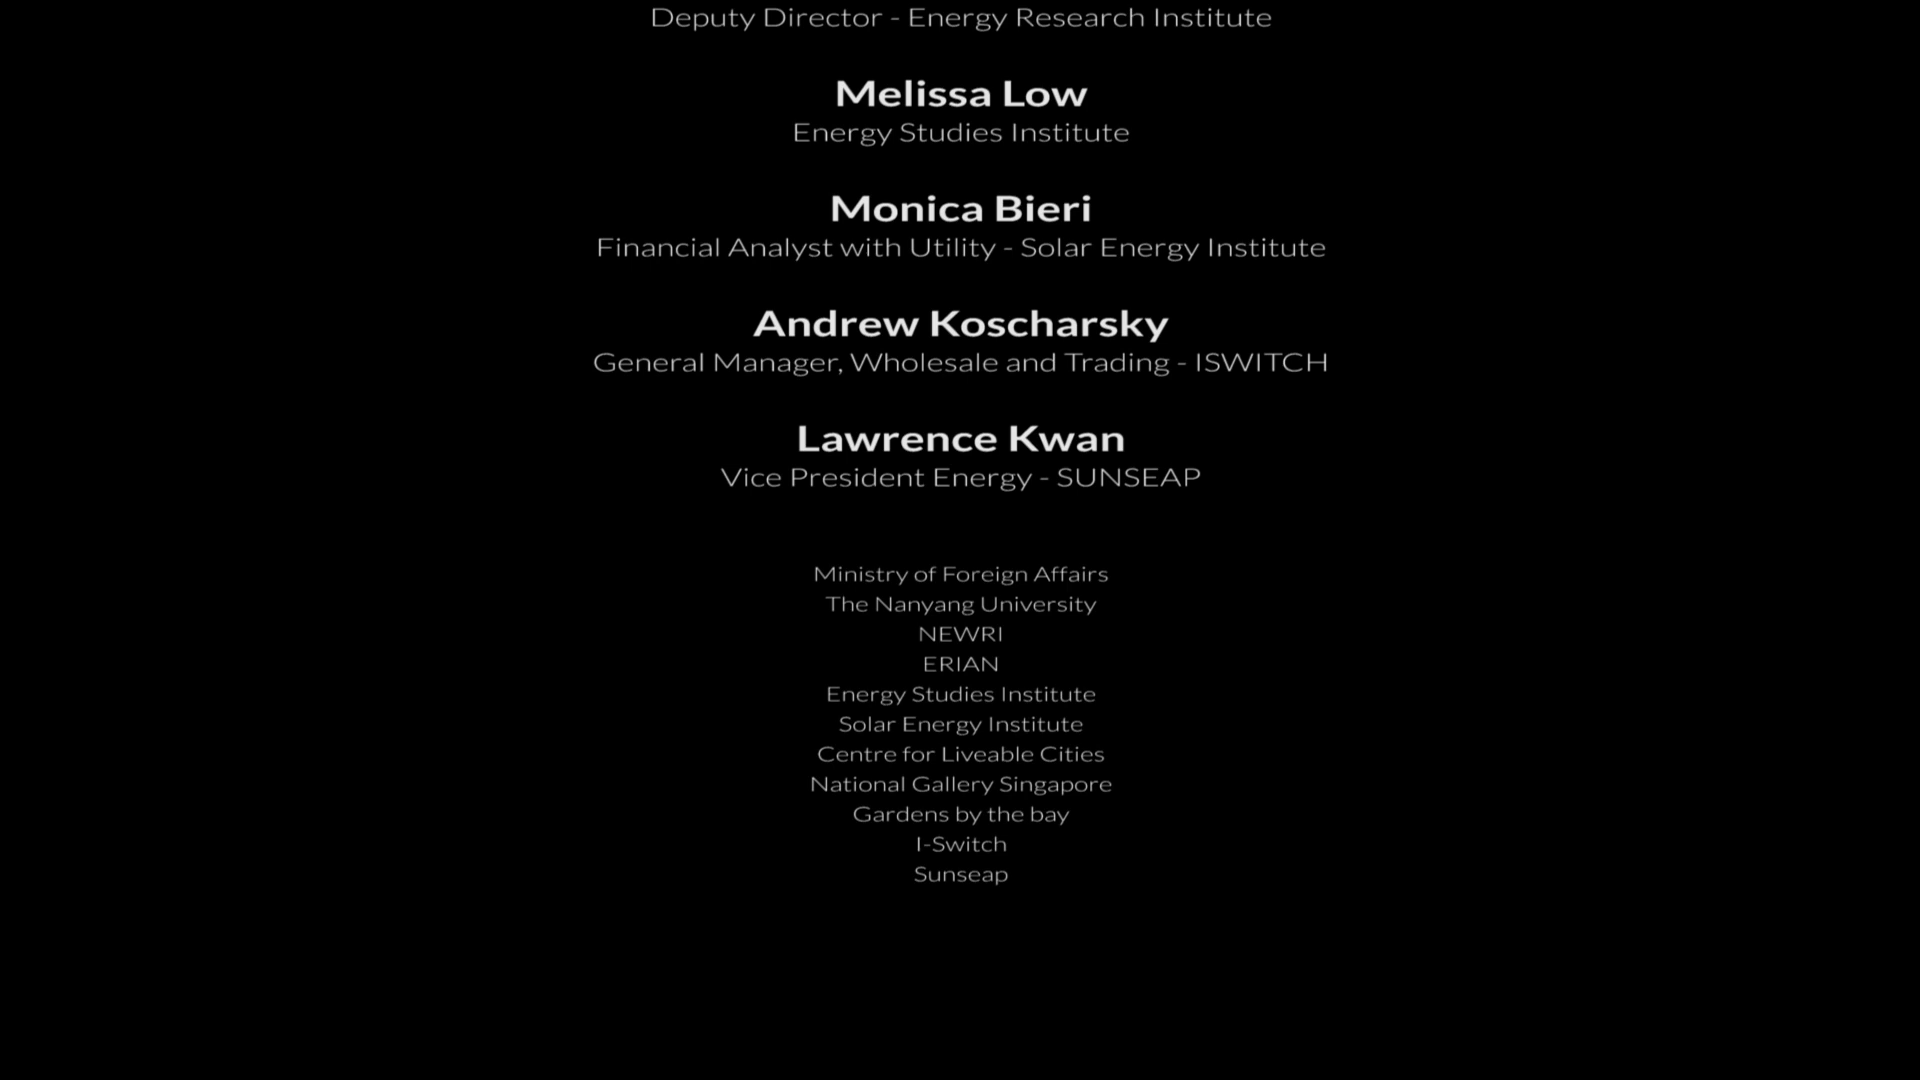 Deputy Director - Energy Research Institute
Melissa Low
Energy Studies Institute
Monica Bieri
Financial Analyst with Utility - Solar Energy Institute
Andrew Koscharsky
General Manager, Wholesale and Trading - ISWITCH
Lawrence Kwan
Vice President Energy - SUNSEAP
Ministry of Foreign Affairs
The Nanyang University
NEWRI
ERIAN
Energy Studies Institute
Solar Energy Institute
Centre for Liveable Cities
National Gallery Singapore
Gardens by the bay
I-Switch
Sunseap